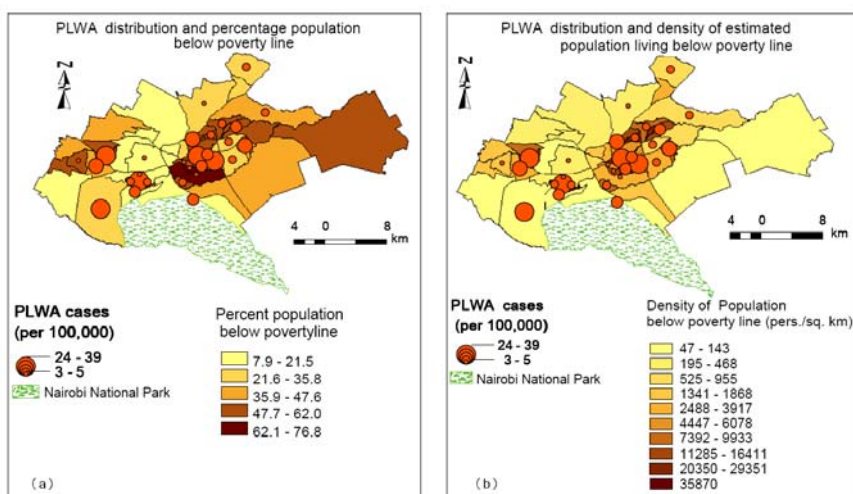 PLWA distribution and percentage population
below poverty line
N
4 0 8
km
PLWA cases
(per 100,000)
24 - 39
3 - 5
Nairobi National Park
Percent population
below povertyline
7.9 - 21.5
21.6 - 35.8
35.9 - 47.6
47.7 - 62.0
62.1 - 76.8
(a)
PLWA distribution and density of estimated
population living below poverty line
N
4 0 8
km
PLWA cases
(per 100,000)
24 - 39
3 - 5
Nairobi National Park
Density of Population
below poverty line (pers./sq. km)
47 - 143
195 - 468
525 - 955
1341 - 1868
2488 - 3917
4447 - 6078
7392 - 9933
11285 - 16411
20350 - 29351
35870
(b)